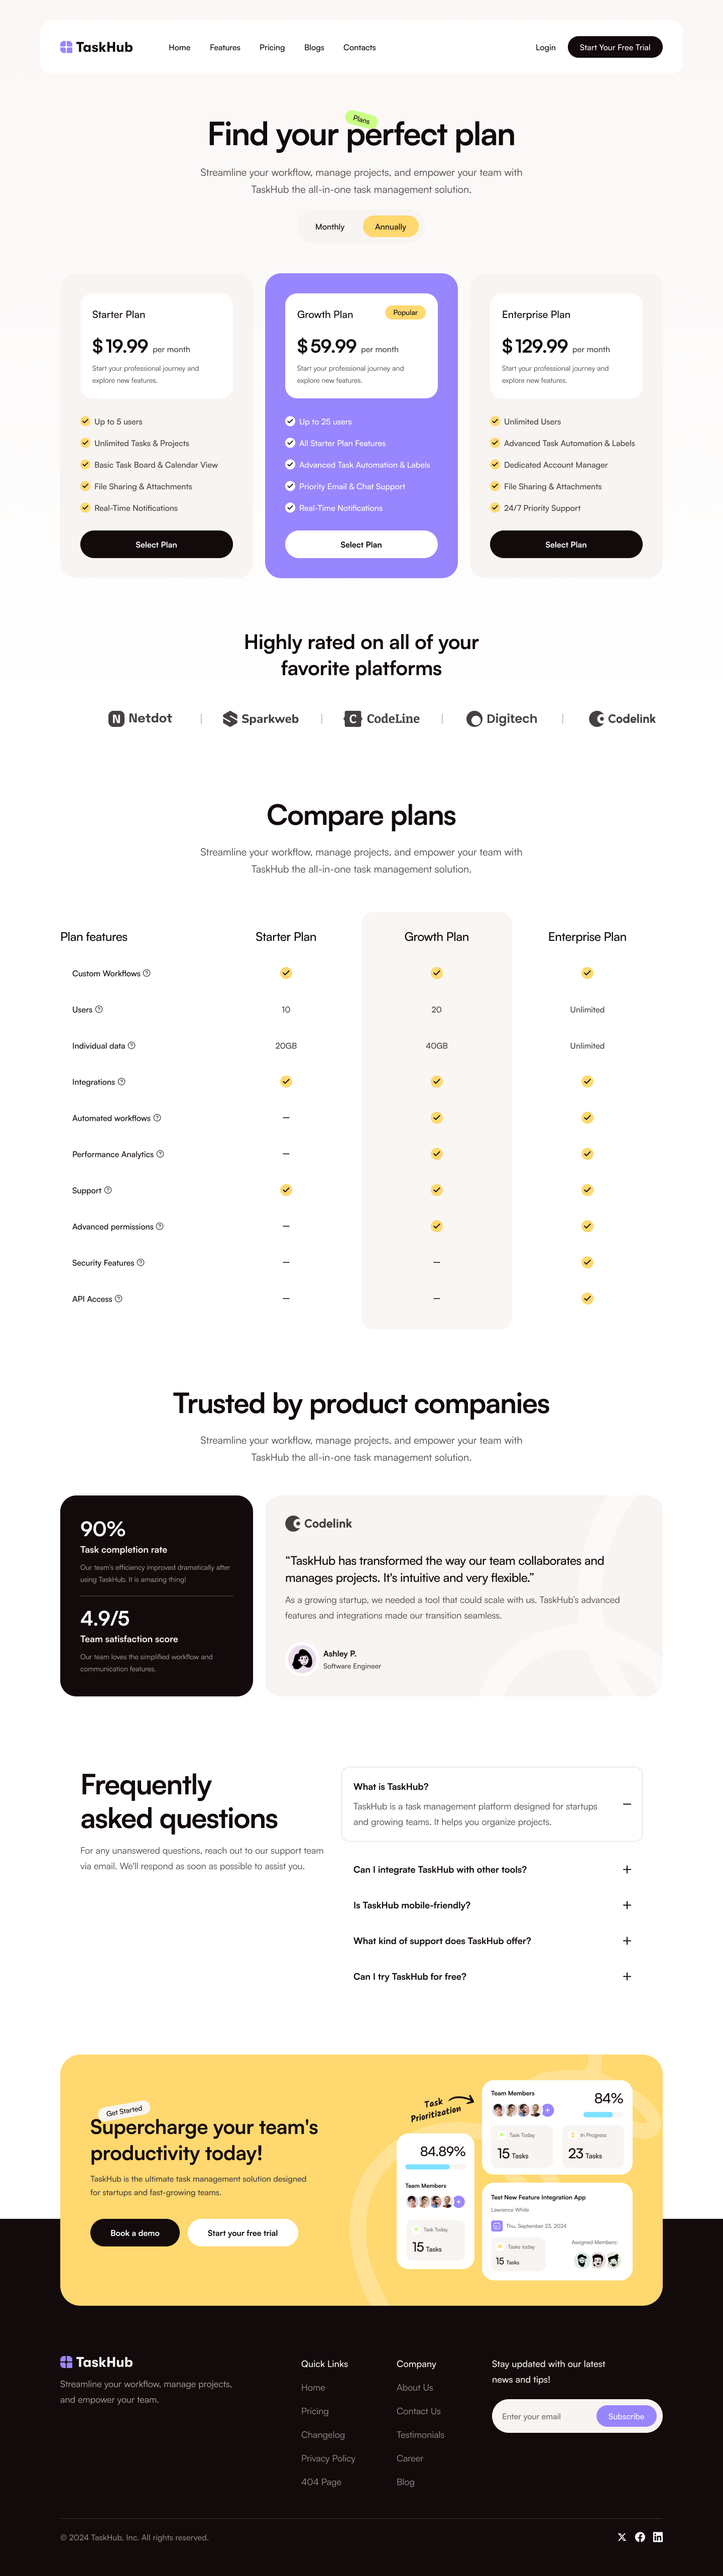 TaskHub
Home Features Pricing Blogs Contacts
Login Start Your Free Trial
Plans
Find your perfect plan
Streamline your workflow, manage projects, and empower your team with
TaskHub the all-in-one task management solution.
Monthly Annually
Starter Plan
$ 19.99 per month
Start your professional journey and
explore new features.
Up to 5 users
Unlimited Tasks & Projects
Basic Task Board & Calendar View
File Sharing & Attachments
Real-Time Notifications
Select Plan
Growth Plan Popular
$ 59.99 per month
Start your professional journey and
explore new features.
Up to 25 users
All Starter Plan Features
Advanced Task Automation & Labels
Priority Email & Chat Support
Real-Time Notifications
Select Plan
Enterprise Plan
$ 129.99 per month
Start your professional journey and
explore new features.
Unlimited Users
Advanced Task Automation & Labels
Dedicated Account Manager
File Sharing & Attachments
24/7 Priority Support
Select Plan
Highly rated on all of your
favorite platforms
Netdot Sparkweb CodeLine Digitech Codelink
Compare plans
Streamline your workflow, manage projects, and empower your team with
TaskHub the all-in-one task management solution.
Plan features Starter Plan Growth Plan Enterprise Plan
Custom Workflows
Users 10 20 Unlimited
Individual data 20GB 40GB Unlimited
Integrations
Automated workflows – 
Performance Analytics –
Support
Advanced permissions –
Security Features – –
API Access – –
Trusted by product companies
Streamline your workflow, manage projects, and empower your team with
TaskHub the all-in-one task management solution.
90%
Task completion rate
Our team's efficiency improved dramatically after
using TaskHub. It is amazing thing!
4.9/5
Team satisfaction score
Our team loves the simplified workflow and
communication features.
Codelink
“TaskHub has transformed the way our team collaborates and
manages projects. It's intuitive and very flexible.”
As a growing startup, we needed a tool that could scale with us. TaskHub's advanced
features and integrations made our transition seamless.
Ashley P.
Software Engineer
Frequently
asked questions
For any unanswered questions, reach out to our support team
via email. We'll respond as soon as possible to assist you.
What is TaskHub?
TaskHub is a task management platform designed for startups
and growing teams. It helps you organize projects.
Can I integrate TaskHub with other tools?
Is TaskHub mobile-friendly?
What kind of support does TaskHub offer?
Can I try TaskHub for free?
Get Started
Supercharge your team's
productivity today!
TaskHub is the ultimate task management solution designed
for startups and fast-growing teams.
Book a demo Start your free trial
Task
Prioritization
84.89%
Team Members
Task Today
15 Tasks
Team Members 84%
Task Today
15 Tasks
In Progress
23 Tasks
Test New Feature Integration App
Lawrence White
Thu, September 23, 2024
Tasks today
15 Tasks
Assigned Members:
TaskHub
Streamline your workflow, manage projects,
and empower your team.
Quick Links
Home
Pricing
Changelog
Privacy Policy
404 Page
Company
About Us
Contact Us
Testimonials
Career
Blog
Stay updated with our latest
news and tips!
Enter your email Subscribe
© 2024 TaskHub, Inc. All rights reserved.